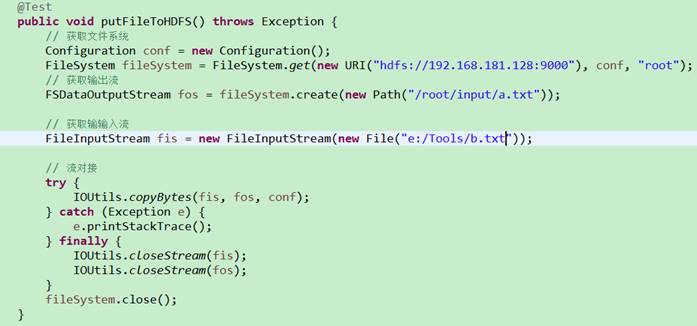 @Test
public void putFileToHDFS() throws Exception {
// 获取文件系统
Configuration conf = new Configuration();
FileSystem fileSystem = FileSystem.get(new URI("hdfs://192.168.181.128:9000"), conf, "root");
// 获取输出流
FSDataOutputStream fos = fileSystem.create(new Path("/root/input/a.txt"));
// 获取输输入流
FileInputStream fis = new FileInputStream(new File("e:/Tools/b.txt"));
// 流对接
try {
IOUtils.copyBytes(fis, fos, conf);
} catch (Exception e) {
e.printStackTrace();
} finally {
IOUtils.closeStream(fis);
IOUtils.closeStream(fos);
}
fileSystem.close();
}